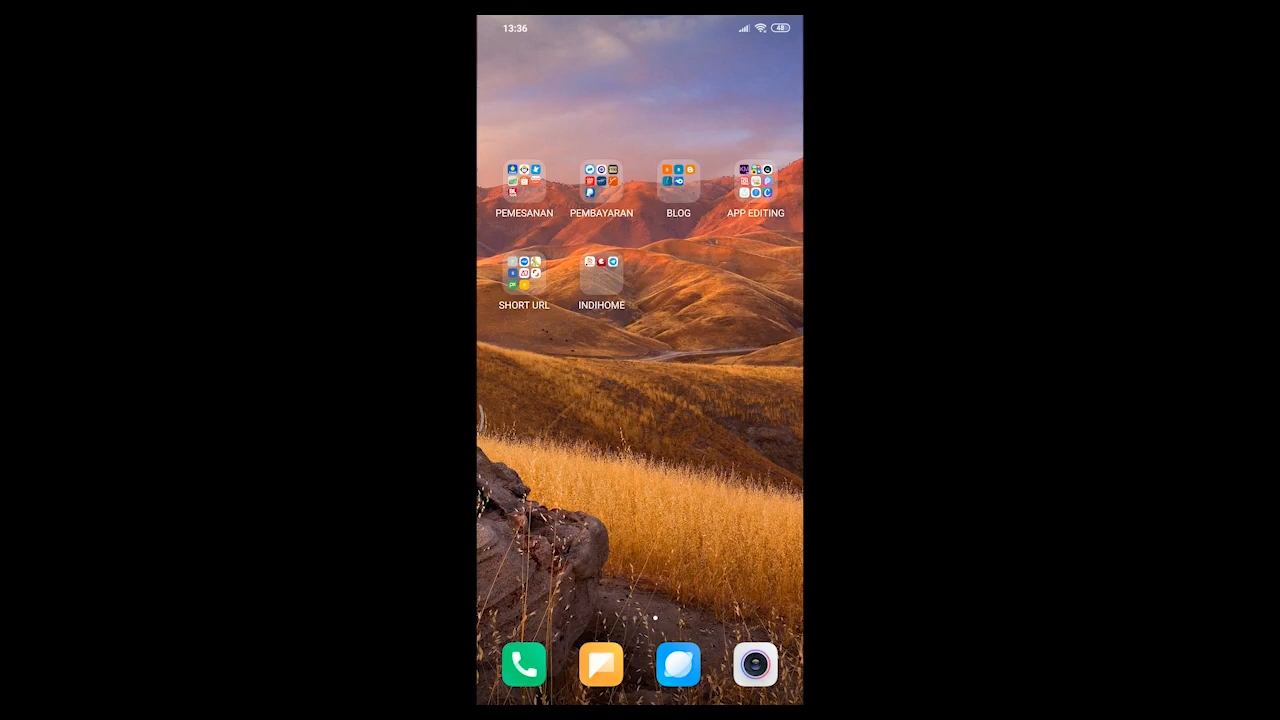 13:36
48
PEMESANAN
PEMBAYARAN
BLOG
APP EDITING
SHORT URL
INDIHOME